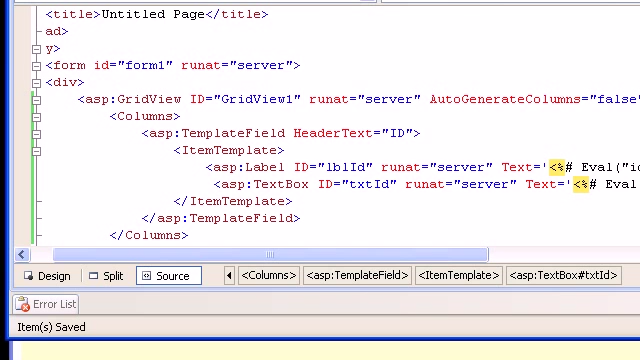 <title>Untitled Page</title>
ad>
y>
<form id="form1" runat="server">
<div>
<asp:GridView ID="GridView1" runat="server" AutoGenerateColumns="false"
<Columns>
<asp:TemplateField HeaderText="ID">
<ItemTemplate>
<asp:Label ID="lblId" runat="server" Text='<%# Eval("id
<asp:TextBox ID="txtId" runat="server" Text='<%# Eval
</ItemTemplate>
</asp:TemplateField>
</Columns>
Design Split Source <Columns> <asp:TemplateField> <ItemTemplate> <asp:TextBox#txtId>
Error List
Item(s) Saved